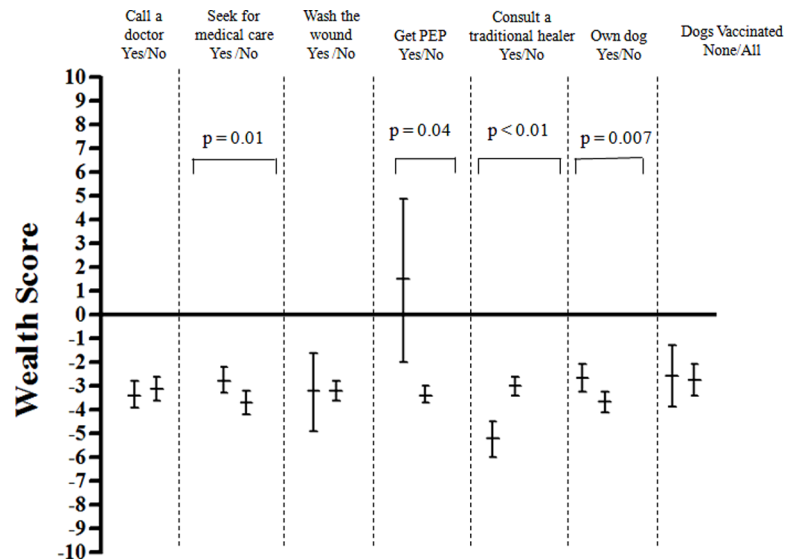 Call a
doctor
Yes/No
Seek for
medical care
Yes /No
Wash the
wound
Yes /No
Get PEP
Yes/No
Consult a
traditional healer
Yes/No
Own dog
Yes/No
Dogs Vaccinated
None/All
p = 0.01
p = 0.04
p < 0.01
p = 0.007
Wealth Score
10
9
8
7
6
5
4
3
2
1
0
-1
-2
-3
-4
-5
-6
-7
-8
-9
-10